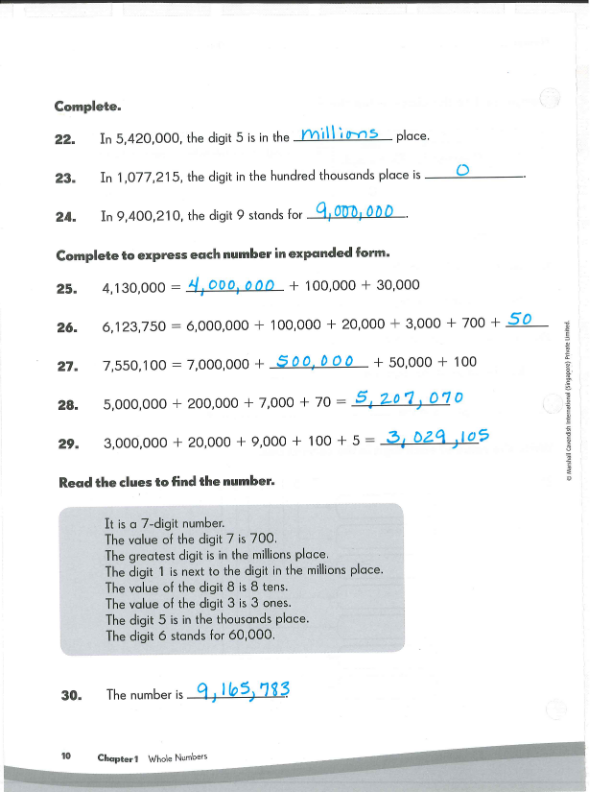 Complete.
22. In 5,420,000, the digit 5 is in the millions place.
23. In 1,077,215, the digit in the hundred thousands place is 0.
24. In 9,400,210, the digit 9 stands for 9,000,000.
Complete to express each number in expanded form.
25. 4,130,000 = 4,000,000 + 100,000 + 30,000
26. 6,123,750 = 6,000,000 + 100,000 + 20,000 + 3,000 + 700 + 50
27. 7,550,100 = 7,000,000 + 500,000 + 50,000 + 100
28. 5,000,000 + 200,000 + 7,000 + 70 = 5,207,070
29. 3,000,000 + 20,000 + 9,000 + 100 + 5 = 3,029,105
Read the clues to find the number.
It is a 7-digit number.
The value of the digit 7 is 700.
The greatest digit is in the millions place.
The digit 1 is next to the digit in the millions place.
The value of the digit 8 is 8 tens.
The value of the digit 3 is 3 ones.
The digit 5 is in the thousands place.
The digit 6 stands for 60,000.
30. The number is 9,165,783.
10 Chapter 1 Whole Numbers
© Marshall Cavendish International (Singapore) Private Limited.